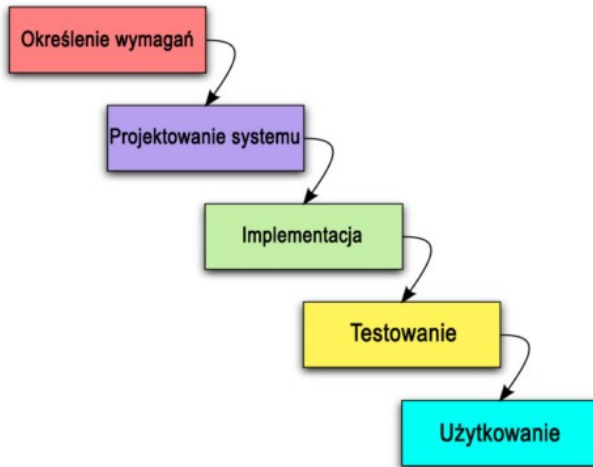 Określenie wymagań
Projektowanie systemu
Implementacja
Testowanie
Użytkowanie